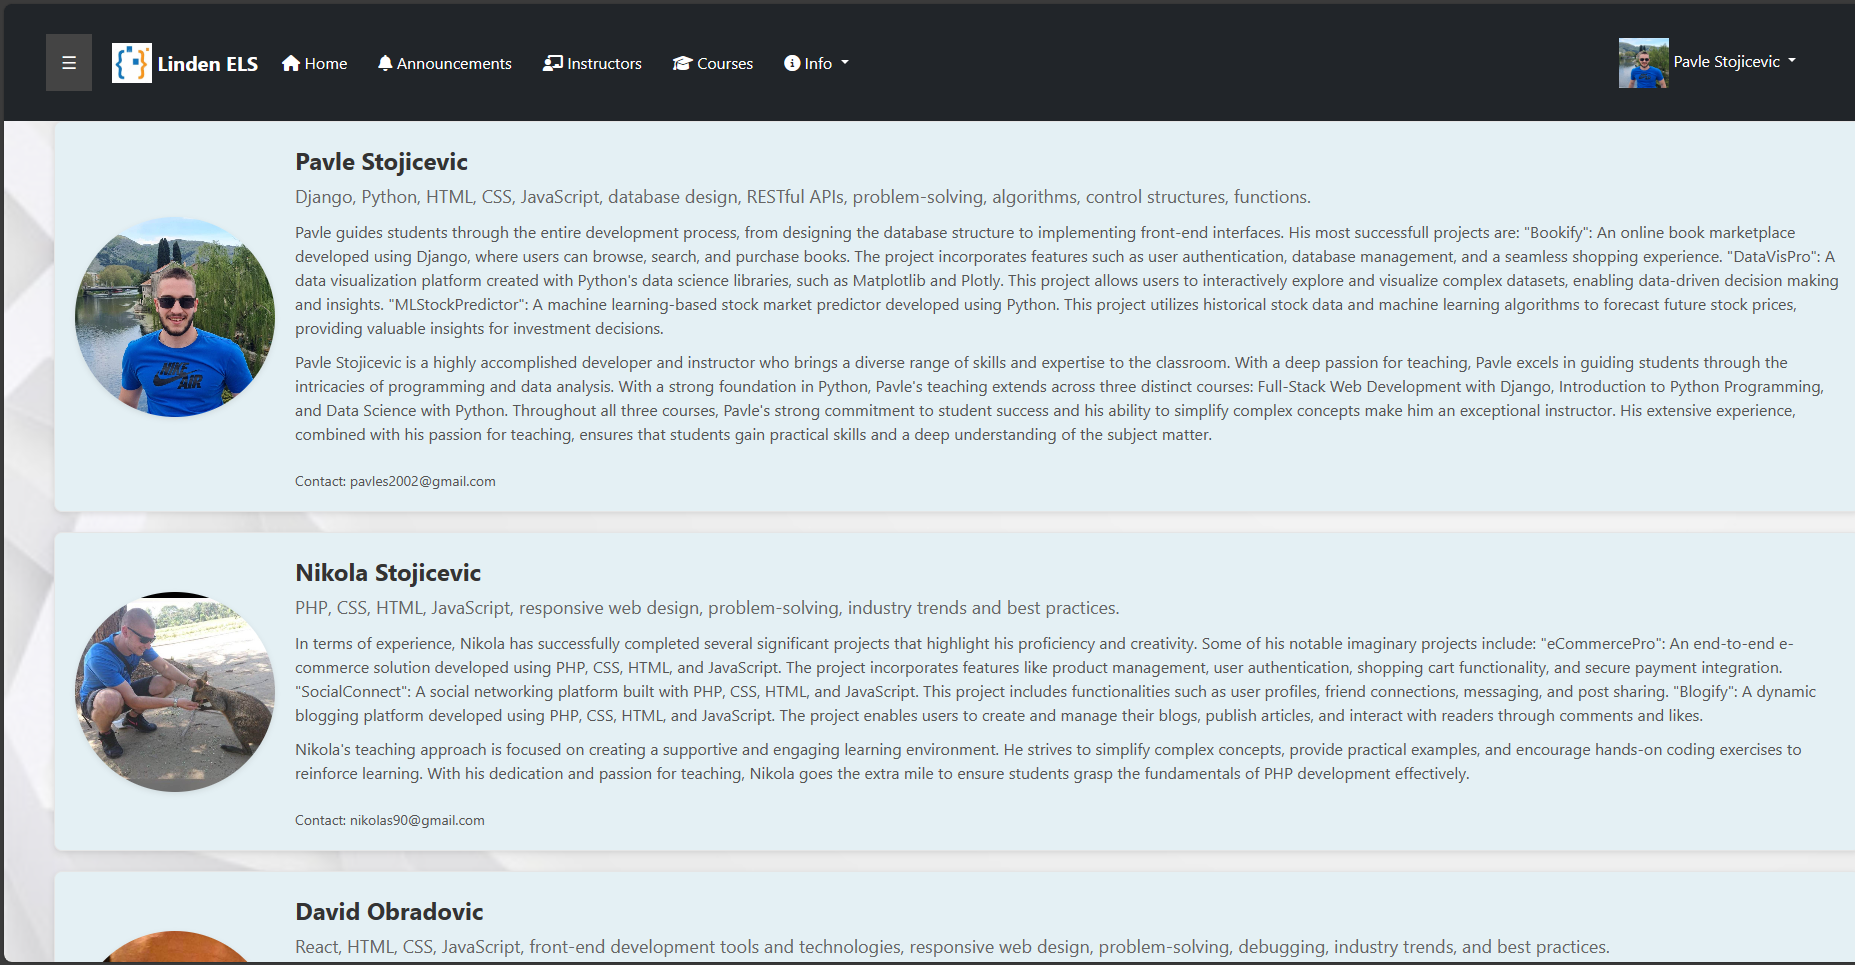 ☰ Linden ELS Home Announcements Instructors Courses Info Pavle Stojicevic
Pavle Stojicevic
Django, Python, HTML, CSS, JavaScript, database design, RESTful APIs, problem-solving, algorithms, control structures, functions.
Pavle guides students through the entire development process, from designing the database structure to implementing front-end interfaces. His most successfull projects are: "Bookify": An online book marketplace
developed using Django, where users can browse, search, and purchase books. The project incorporates features such as user authentication, database management, and a seamless shopping experience. "DataVisPro": A
data visualization platform created with Python's data science libraries, such as Matplotlib and Plotly. This project allows users to interactively explore and visualize complex datasets, enabling data-driven decision making
and insights. "MLStockPredictor": A machine learning-based stock market predictor developed using Python. This project utilizes historical stock data and machine learning algorithms to forecast future stock prices,
providing valuable insights for investment decisions.
Pavle Stojicevic is a highly accomplished developer and instructor who brings a diverse range of skills and expertise to the classroom. With a deep passion for teaching, Pavle excels in guiding students through the
intricacies of programming and data analysis. With a strong foundation in Python, Pavle's teaching extends across three distinct courses: Full-Stack Web Development with Django, Introduction to Python Programming,
and Data Science with Python. Throughout all three courses, Pavle's strong commitment to student success and his ability to simplify complex concepts make him an exceptional instructor. His extensive experience,
combined with his passion for teaching, ensures that students gain practical skills and a deep understanding of the subject matter.
Contact: pavles2002@gmail.com
NIKE
AIR
Nikola Stojicevic
PHP, CSS, HTML, JavaScript, responsive web design, problem-solving, industry trends and best practices.
In terms of experience, Nikola has successfully completed several significant projects that highlight his proficiency and creativity. Some of his notable imaginary projects include: "eCommercePro": An end-to-end e-
commerce solution developed using PHP, CSS, HTML, and JavaScript. The project incorporates features like product management, user authentication, shopping cart functionality, and secure payment integration.
"SocialConnect": A social networking platform built with PHP, CSS, HTML, and JavaScript. This project includes functionalities such as user profiles, friend connections, messaging, and post sharing. "Blogify": A dynamic
blogging platform developed using PHP, CSS, HTML, and JavaScript. The project enables users to create and manage their blogs, publish articles, and interact with readers through comments and likes.
Nikola's teaching approach is focused on creating a supportive and engaging learning environment. He strives to simplify complex concepts, provide practical examples, and encourage hands-on coding exercises to
reinforce learning. With his dedication and passion for teaching, Nikola goes the extra mile to ensure students grasp the fundamentals of PHP development effectively.
Contact: nikolas90@gmail.com
David Obradovic
React, HTML, CSS, JavaScript, front-end development tools and technologies, responsive web design, problem-solving, debugging, industry trends, and best practices.